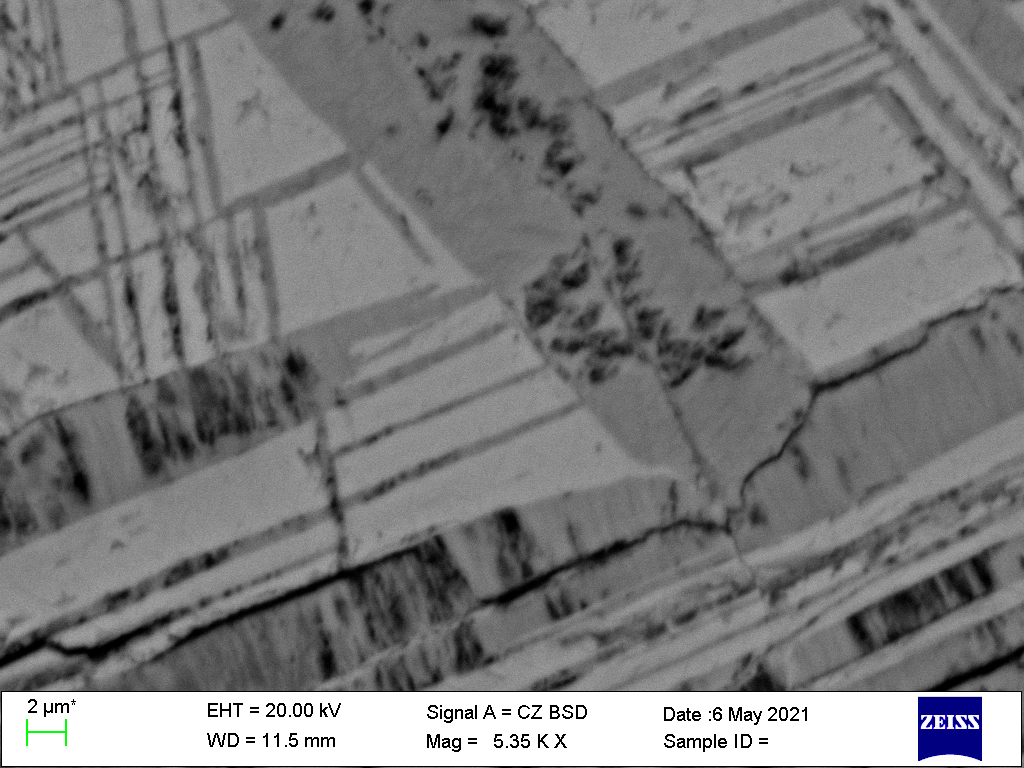 2 µm*
EHT = 20.00 kV
Signal A = CZ BSD
Date :6 May 2021
ZEISS
WD = 11.5 mm
Mag = 5.35 K X
Sample ID =